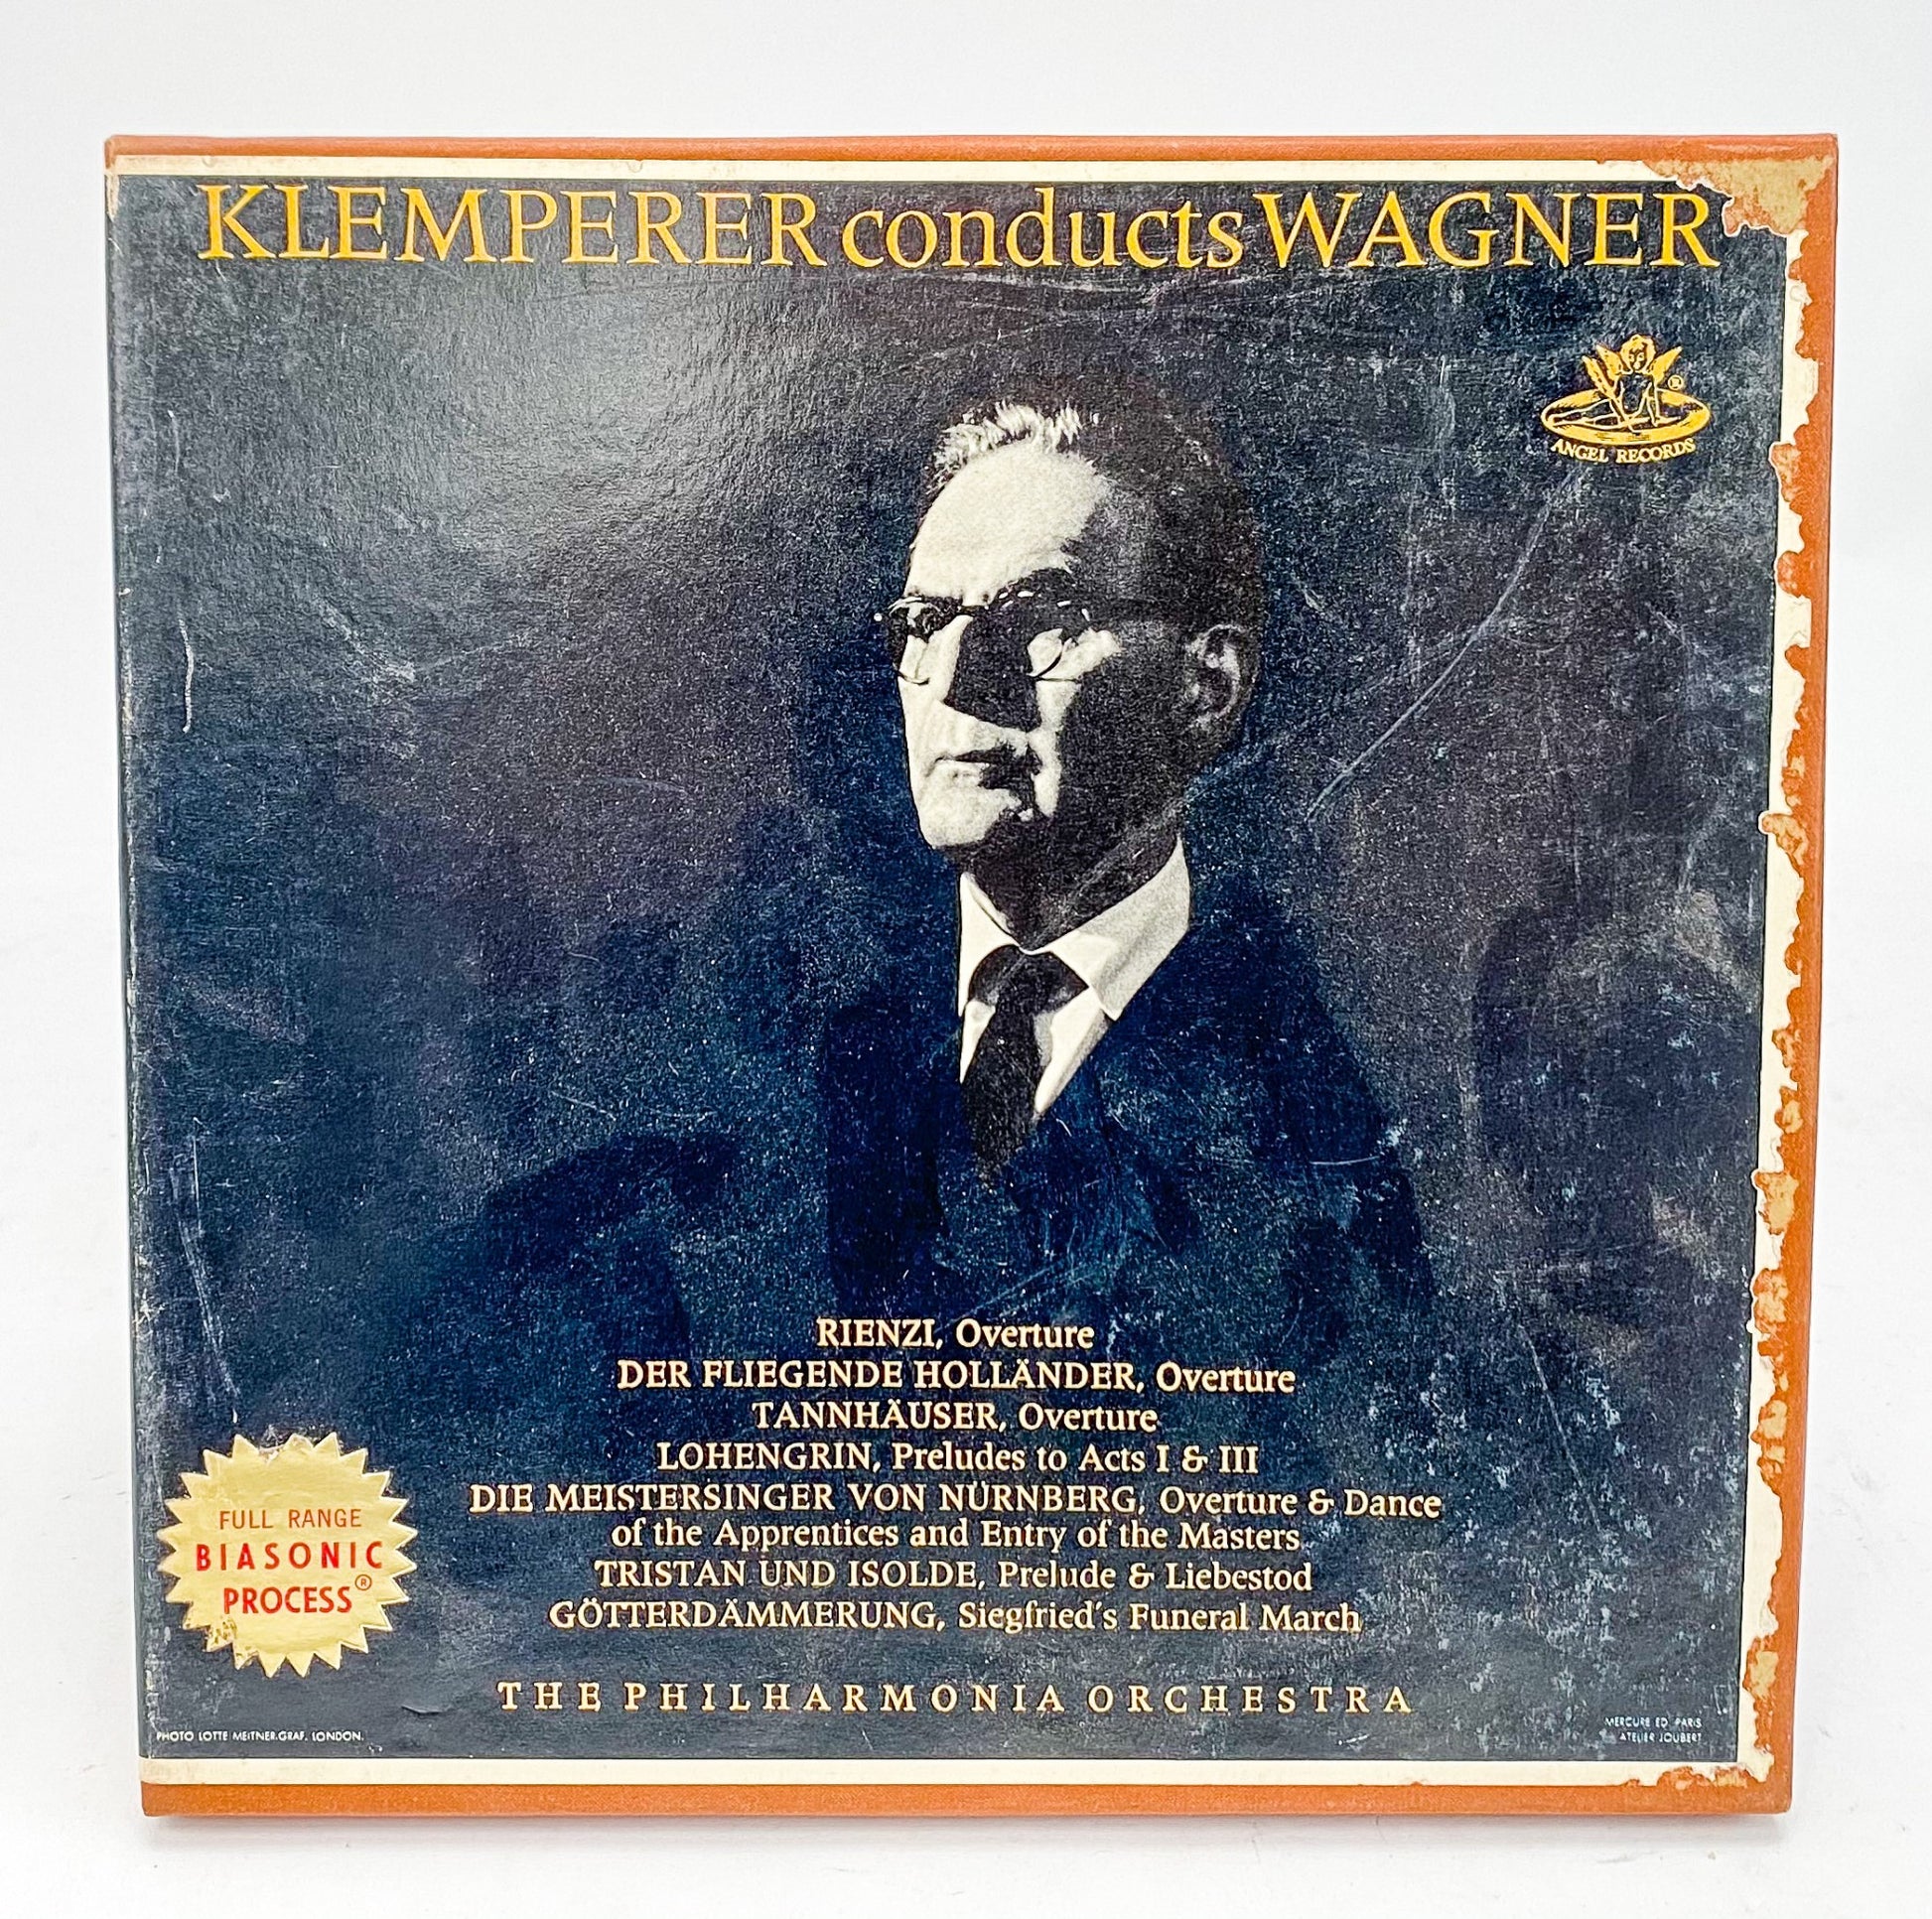 KLEMPERER conducts WAGNER
®
ANGEL RECORDS
RIENZI, Overture
DER FLIEGENDE HOLLÄNDER, Overture
TANNHÄUSER, Overture
LOHENGRIN, Preludes to Acts I & III
DIE MEISTERSINGER VON NÜRNBERG, Overture & Dance
of the Apprentices and Entry of the Masters
TRISTAN UND ISOLDE, Prelude & Liebestod
GÖTTERDÄMMERUNG, Siegfried's Funeral March
FULL RANGE
BIASONIC
PROCESS®
THE PHILHARMONIA ORCHESTRA
PHOTO LOTTE MEITNER.GRAF. LONDON.
MERCURE ED. PARIS
ATELIER JOUBERT